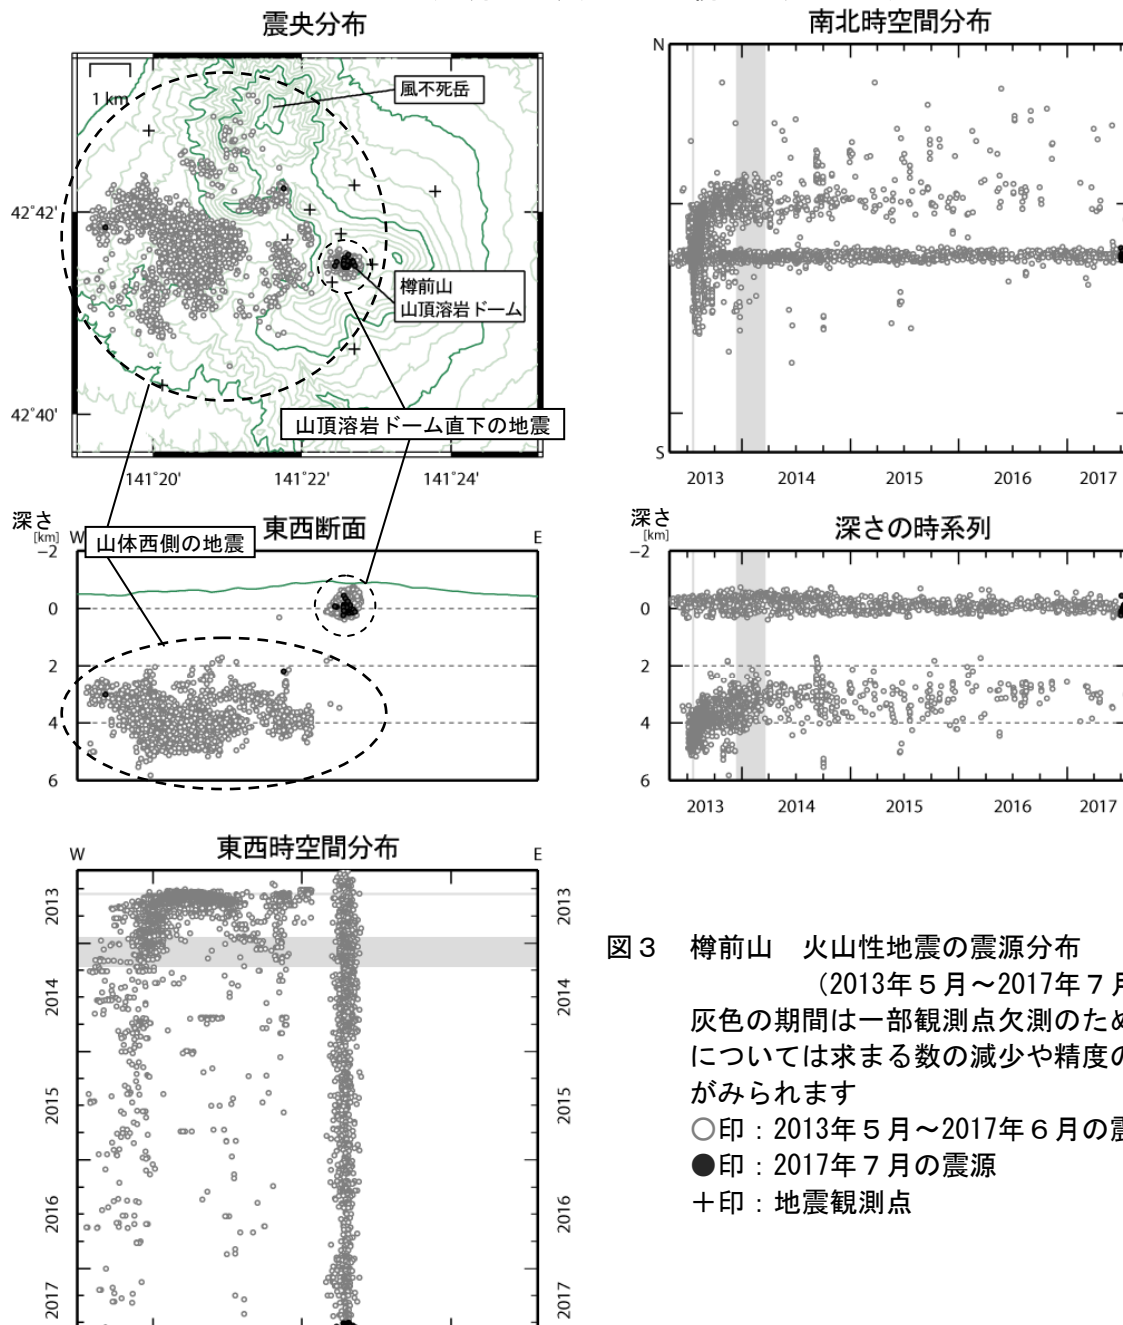 震央分布
1 km
風不死岳
樽前山
山頂溶岩ドーム
42°42'
42°40'
山頂溶岩ドーム直下の地震
141°20'
141°22'
141°24'
南北時空間分布
N
S
2013
2014
2015
2016
2017
深さ
[km]
W
東西断面
E
山体西側の地震
-2
0
2
4
6
深さ
[km]
深さの時系列
-2
0
2
4
6
2013
2014
2015
2016
2017
東西時空間分布
W
E
2013
2014
2015
2016
2017
2013
2014
2015
2016
2017
図3 樽前山 火山性地震の震源分布
(2013年5月~2017年7月
灰色の期間は一部観測点欠測のため
については求まる数の減少や精度の
がみられます
○印:2013年5月~2017年6月の震
●印:2017年7月の震源
+印:地震観測点